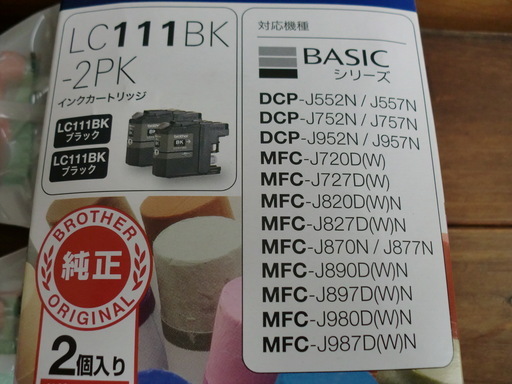 LC111BK
-2PK
インクカートリッジ
LC111BK
ブラック
LC111BK
ブラック
BK
BROTHER
純正
ORIGINAL
2個入り
対応機種
BASIC
シリーズ
DCP-J552N / J557N
DCP-J752N / J757N
DCP-J952N / J957N
MFC-J720D(W)
MFC-J727D(W)
MFC-J820D(W)N
MFC-J827D(W)N
MFC-J870N / J877N
MFC-J890D(W)N
MFC-J897D(W)N
MFC-J980D(W)N
MFC-J987D(W)N